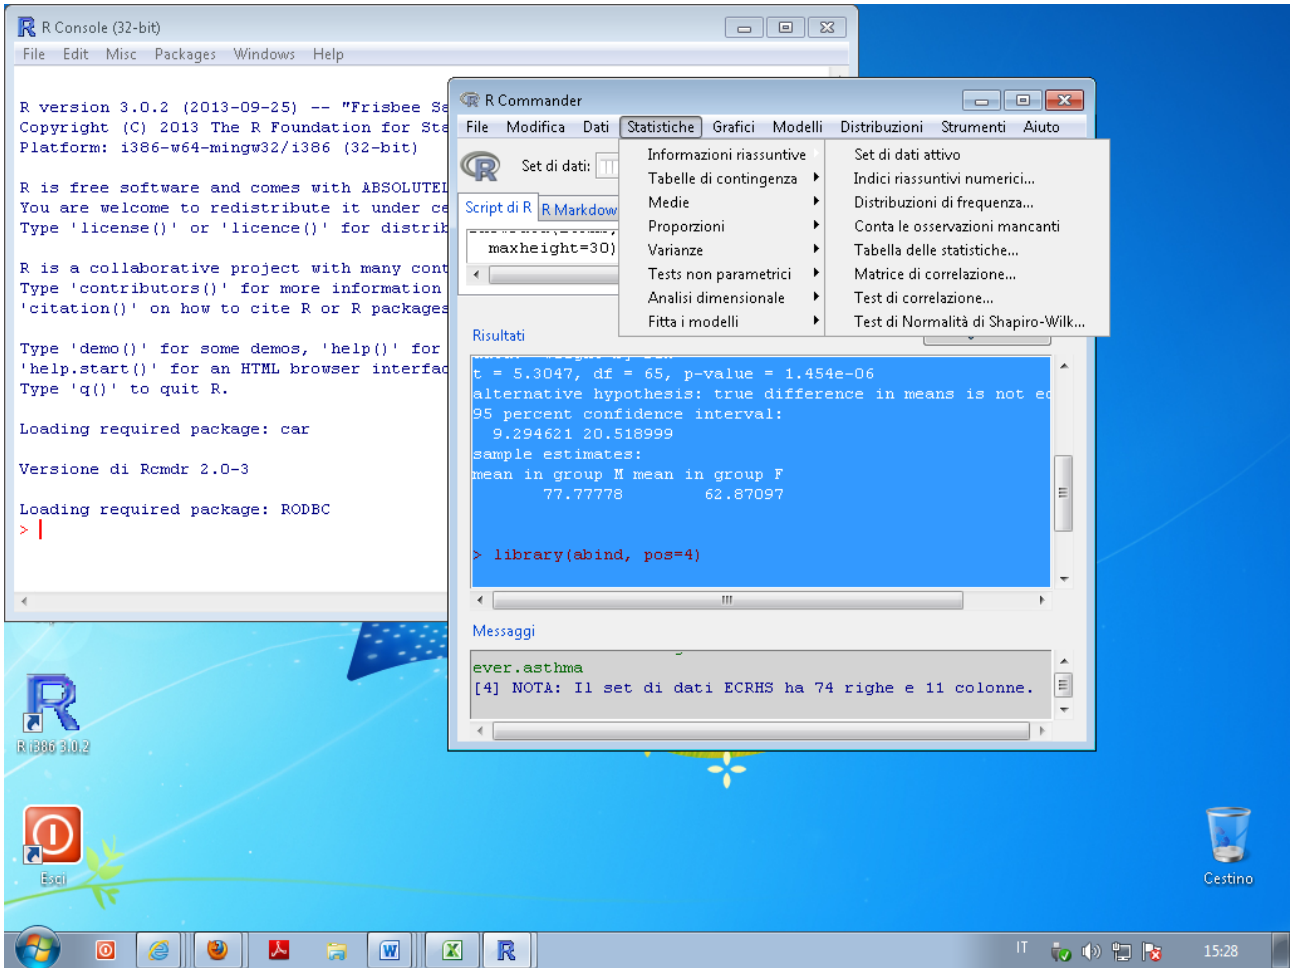 R Console (32-bit)
File Edit Misc Packages Windows Help
R version 3.0.2 (2013-09-25) -- "Frisbee Sa
Copyright (C) 2013 The R Foundation for Sta
Platform: i386-w64-mingw32/i386 (32-bit)
R is free software and comes with ABSOLUTEL
You are welcome to redistribute it under ce
Type 'license()' or 'licence()' for distrib
R is a collaborative project with many cont
Type 'contributors()' for more information
'citation()' on how to cite R or R packages
Type 'demo()' for some demos, 'help()' for
'help.start()' for an HTML browser interfac
Type 'q()' to quit R.
Loading required package: car
Versione di Rcmdr 2.0-3
Loading required package: RODBC
>
R Commander
File Modifica Dati Statistiche Grafici Modelli Distribuzioni Strumenti Aiuto
Set di dati:
Script di R R Markdow
maxheight=30)
Informazioni riassuntive
Tabelle di contingenza
Medie
Proporzioni
Varianze
Tests non parametrici
Analisi dimensionale
Fitta i modelli
Set di dati attivo
Indici riassuntivi numerici...
Distribuzioni di frequenza...
Conta le osservazioni mancanti
Tabella delle statistiche...
Matrice di correlazione...
Test di correlazione...
Test di Normalità di Shapiro-Wilk...
Risultati
t = 5.3047, df = 65, p-value = 1.454e-06
alternative hypothesis: true difference in means is not eq
95 percent confidence interval:
9.294621 20.518999
sample estimates:
mean in group M mean in group F
77.77778 62.87097
> library(abind, pos=4)
Messaggi
ever.asthma
[4] NOTA: Il set di dati ECRHS ha 74 righe e 11 colonne.
R i386 3.0.2
Esci
Cestino
IT
15:28